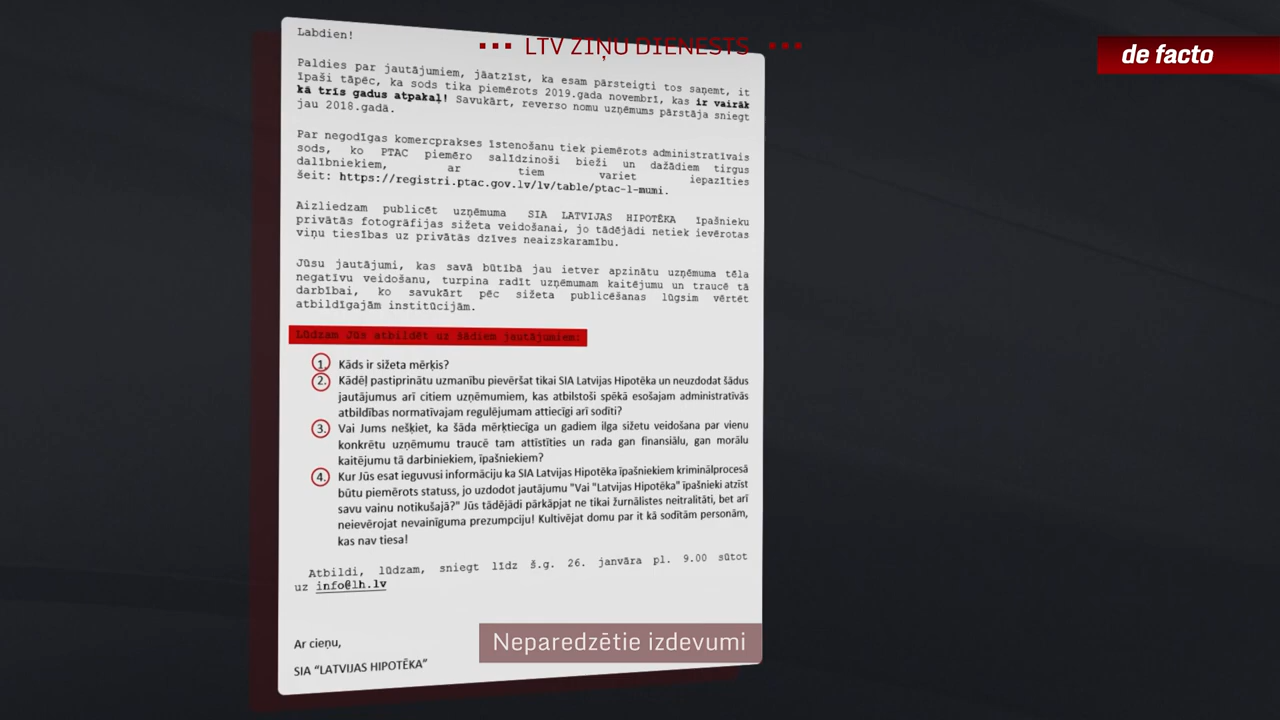 LTV ZIŅU DIENESTS
de facto
Labdien!
Paldies par jautājumiem, jāatzīst, ka esam pārsteigti tos saņemt, it
īpaši tāpēc, ka sods tika piemērots 2019.gada novembrī, kas ir vairāk
kā trīs gadus atpakaļ! Savukārt, reverso nomu uzņēmums pārstāja sniegt
jau 2018.gadā.
Par negodīgas komercprakses īstenošanu tiek piemērots administratīvais
sods, ko PTAC piemēro salīdzinoši bieži un dažādiem tirgus
dalībniekiem, ar tiem variet iepazīties
šeit: https://registri.ptac.gov.lv/lv/table/ptac-l-mumi.
Aizliedzam publicēt uzņēmuma SIA LATVIJAS HIPOTĒKA īpašnieku
privātās fotogrāfijas sižeta veidošanai, jo tādējādi netiek ievērotas
viņu tiesības uz privātās dzīves neaizskaramību.
Jūsu jautājumi, kas savā būtībā jau ietver apzinātu uzņēmuma tēla
negatīvu veidošanu, turpina radīt uzņēmumam kaitējumu un traucē tā
darbībai, ko savukārt pēc sižeta publicēšanas lūgsim vērtēt
atbildīgajām institūcijām.
Lūdzam Jūs atbildēt uz šādiem jautājumiem:
1. Kāds ir sižeta mērķis?
2. Kādēļ pastiprinātu uzmanību pievēršat tikai SIA Latvijas Hipotēka un neuzdodat šādus
jautājumus arī citiem uzņēmumiem, kas atbilstoši spēkā esošajam administratīvās
atbildības normatīvajam regulējumam attiecīgi arī sodīti?
3. Vai Jums nešķiet, ka šāda mērķtiecīga un gadiem ilga sižetu veidošana par vienu
konkrētu uzņēmumu traucē tam attīstīties un rada gan finansiālu, gan morālu
kaitējumu tā darbiniekiem, īpašniekiem?
4. Kur Jūs esat ieguvusi informāciju ka SIA Latvijas Hipotēka īpašniekiem kriminālprocesā
būtu piemērots statuss, jo uzdodot jautājumu "Vai "Latvijas Hipotēka" īpašnieki atzīst
savu vainu notikušajā?" Jūs tādējādi pārkāpjat ne tikai žurnālistes neitralitāti, bet arī
neievērojat nevainīguma prezumpciju! Kultivējat domu par it kā sodītām personām,
kas nav tiesa!
Atbildi, lūdzam, sniegt līdz š.g. 26. janvāra pl. 9.00 sūtot
uz info@lh.lv
Ar cieņu,
SIA "LATVIJAS HIPOTĒKA"
Neparedzētie izdevumi